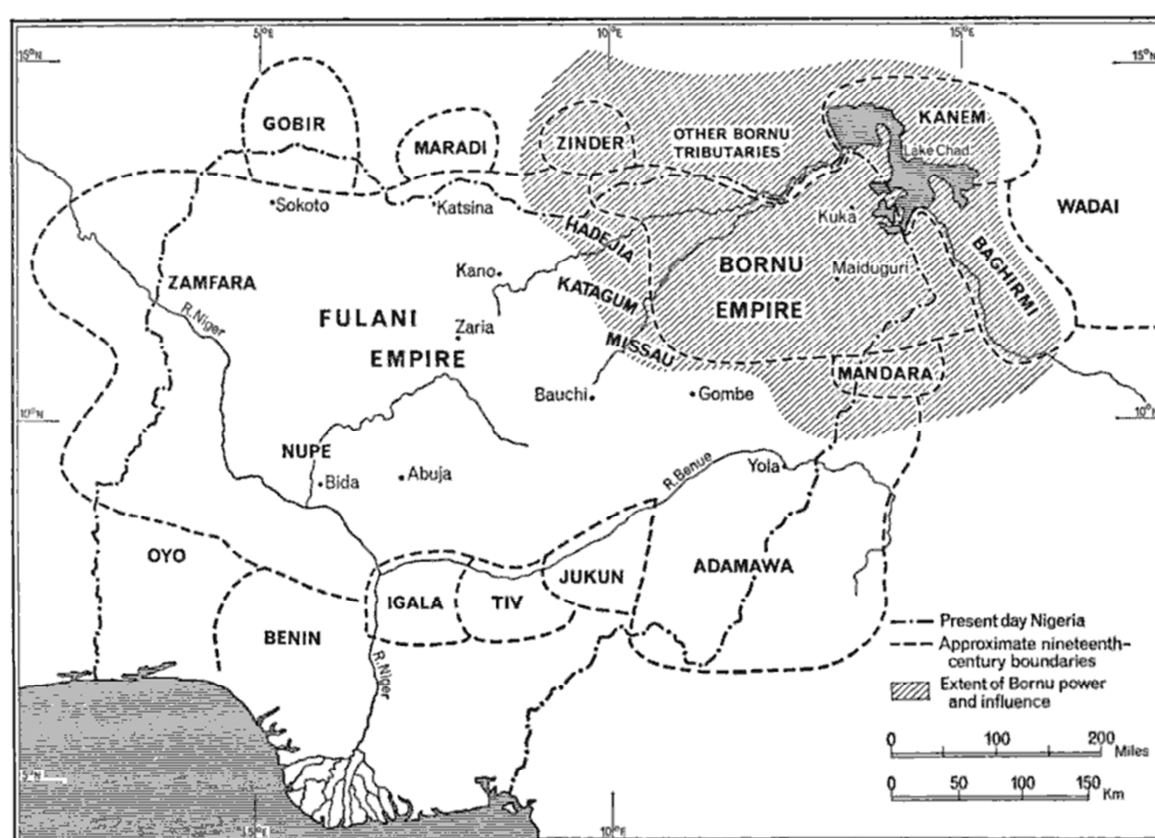 5°E
10°E
15°E
15°N
15°N
GOBIR
MARADI
ZINDER
OTHER BORNU
TRIBUTARIES
KANEM
Lake Chad
WADAI
Sokoto
Katsina
Kuka
HADEJIA
Kano
BORNU
EMPIRE
Maiduguri
BAGHIRMI
ZAMFARA
R.Niger
KATAGUM
FULANI
EMPIRE
Zaria
MISSAU
MANDARA
Bauchi
Gombe
10°N
10°N
NUPE
Bida
Abuja
R.Benue
Yola
OYO
BENIN
IGALA
TIV
JUKUN
ADAMAWA
R.Niger
Present day Nigeria
Approximate nineteenth-
century boundaries
Extent of Bornu power
and influence
0 100 200
Miles
0 50 100 150
Km
5°N
5°E
10°E